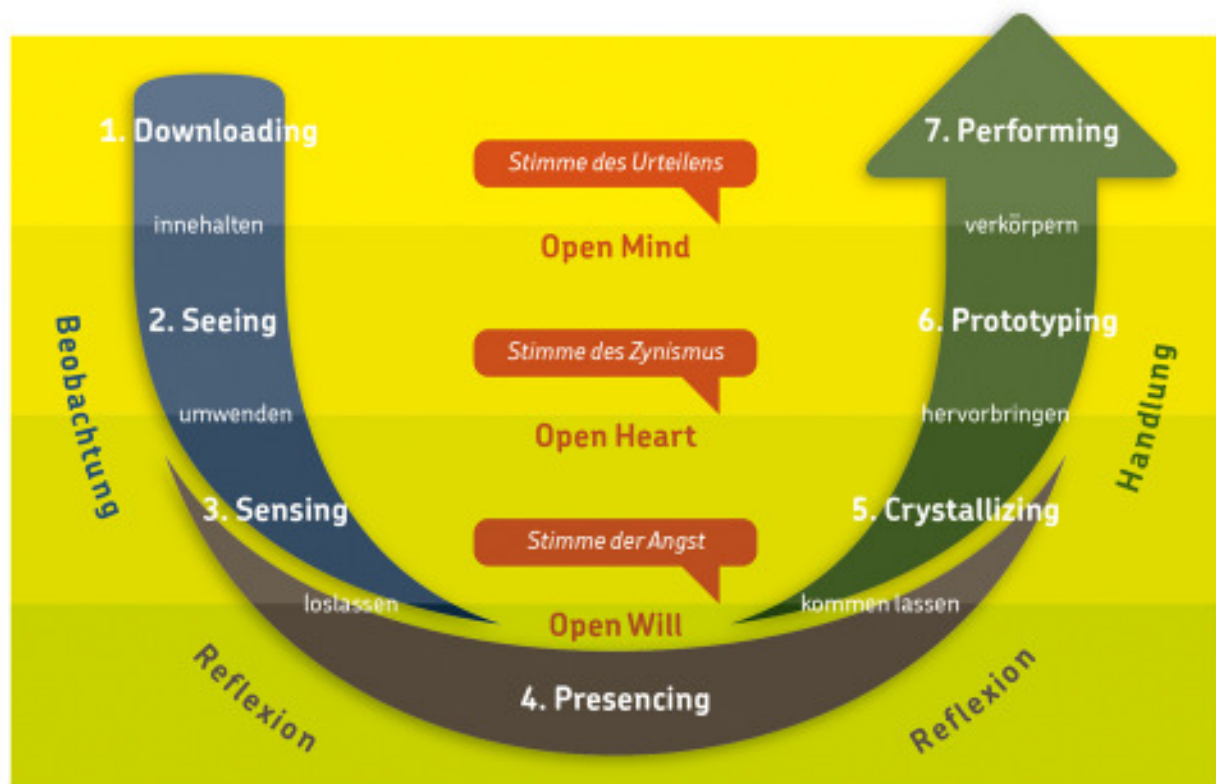 1. Downloading
innehalten
2. Seeing
umwenden
3. Sensing
loslassen
4. Presencing
kommen lassen
5. Crystallizing
hervorbringen
6. Prototyping
verkörpern
7. Performing
Stimme des Urteilens
Open Mind
Stimme des Zynismus
Open Heart
Stimme der Angst
Open Will
Beobachtung
Reflexion
Reflexion
Handlung